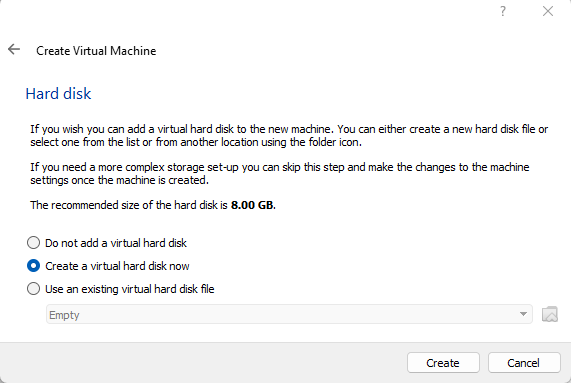 ?
Create Virtual Machine
Hard disk
If you wish you can add a virtual hard disk to the new machine. You can either create a new hard disk file or
select one from the list or from another location using the folder icon.
If you need a more complex storage set-up you can skip this step and make the changes to the machine
settings once the machine is created.
The recommended size of the hard disk is 8.00 GB.
Do not add a virtual hard disk
Create a virtual hard disk now
Use an existing virtual hard disk file
Empty
Create
Cancel